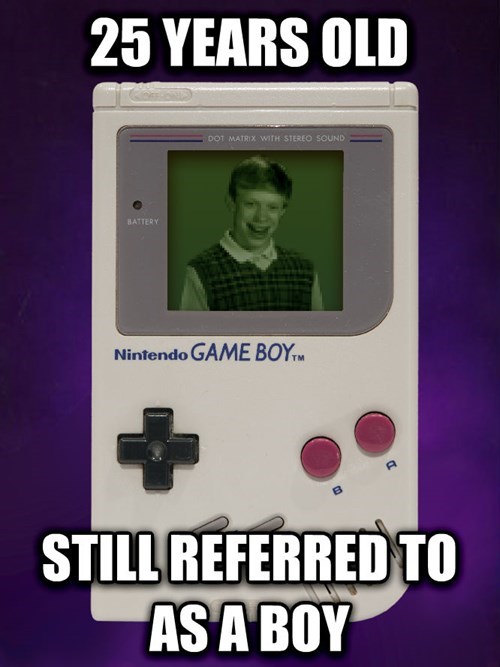 25 YEARS OLD
DOT MATRIX WITH STEREO SOUND
BATTERY
Nintendo GAME BOY™
B A
STILL REFERRED TO
AS A BOY